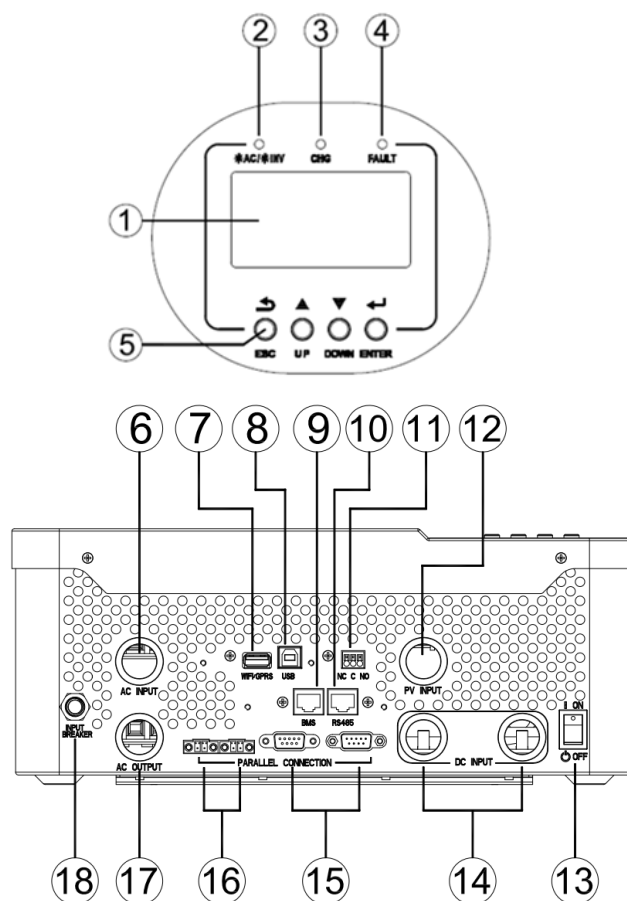 2 3 4
✱AC/✱INV CHG FAULT
1
5
ESC UP DOWN ENTER
6 7 8 9 10 11 12
WIFI/GPRS USB NC C NO
AC INPUT PV INPUT
BMS RS485
I ON
INPUT
BREAKER
AC OUTPUT PARALLEL CONNECTION DC INPUT OFF
18 17 16 15 14 13